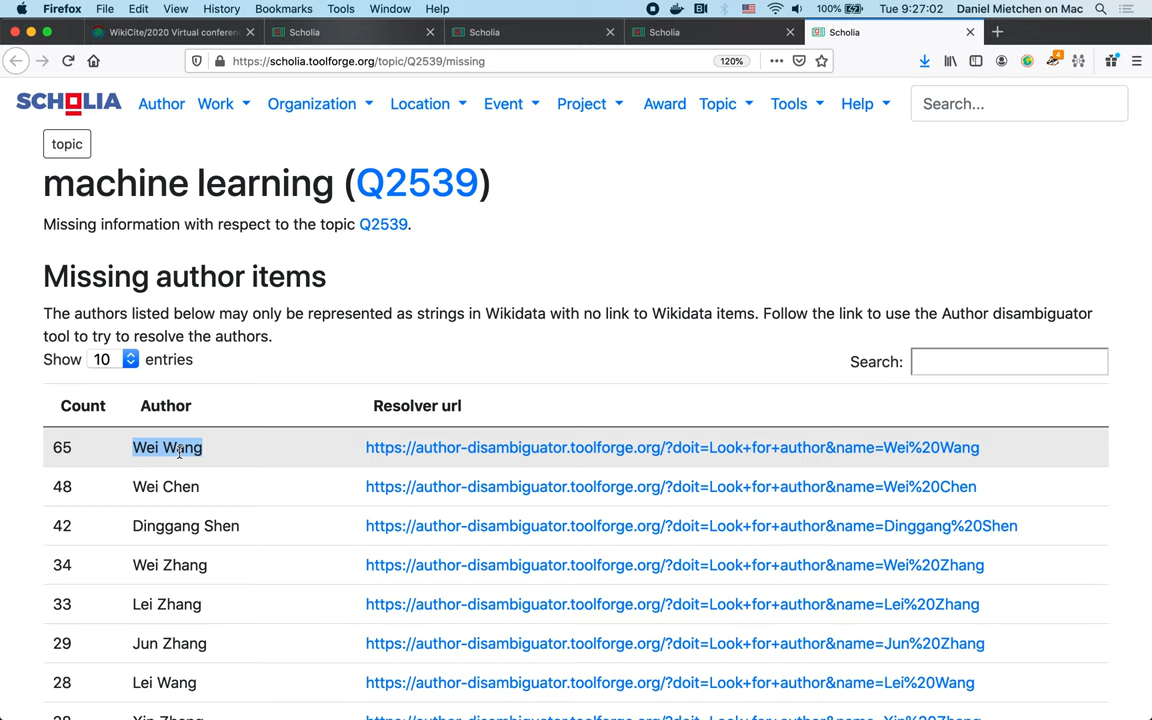 Firefox File Edit View History Bookmarks Tools Window Help 100% Tue 9:27:02 Daniel Mietchen on Mac
WikiCite/2020 Virtual conferen Scholia Scholia Scholia Scholia
https://scholia.toolforge.org/topic/Q2539/missing 120% 4
SCHOLIA Author Work Organization Location Event Project Award Topic Tools Help Search...
topic
machine learning (Q2539)
Missing information with respect to the topic Q2539.
Missing author items
The authors listed below may only be represented as strings in Wikidata with no link to Wikidata items. Follow the link to use the Author disambiguator
tool to try to resolve the authors.
Show 10 entries Search:
Count Author Resolver url
65 Wei Wang https://author-disambiguator.toolforge.org/?doit=Look+for+author&name=Wei%20Wang
48 Wei Chen https://author-disambiguator.toolforge.org/?doit=Look+for+author&name=Wei%20Chen
42 Dinggang Shen https://author-disambiguator.toolforge.org/?doit=Look+for+author&name=Dinggang%20Shen
34 Wei Zhang https://author-disambiguator.toolforge.org/?doit=Look+for+author&name=Wei%20Zhang
33 Lei Zhang https://author-disambiguator.toolforge.org/?doit=Look+for+author&name=Lei%20Zhang
29 Jun Zhang https://author-disambiguator.toolforge.org/?doit=Look+for+author&name=Jun%20Zhang
28 Lei Wang https://author-disambiguator.toolforge.org/?doit=Look+for+author&name=Lei%20Wang